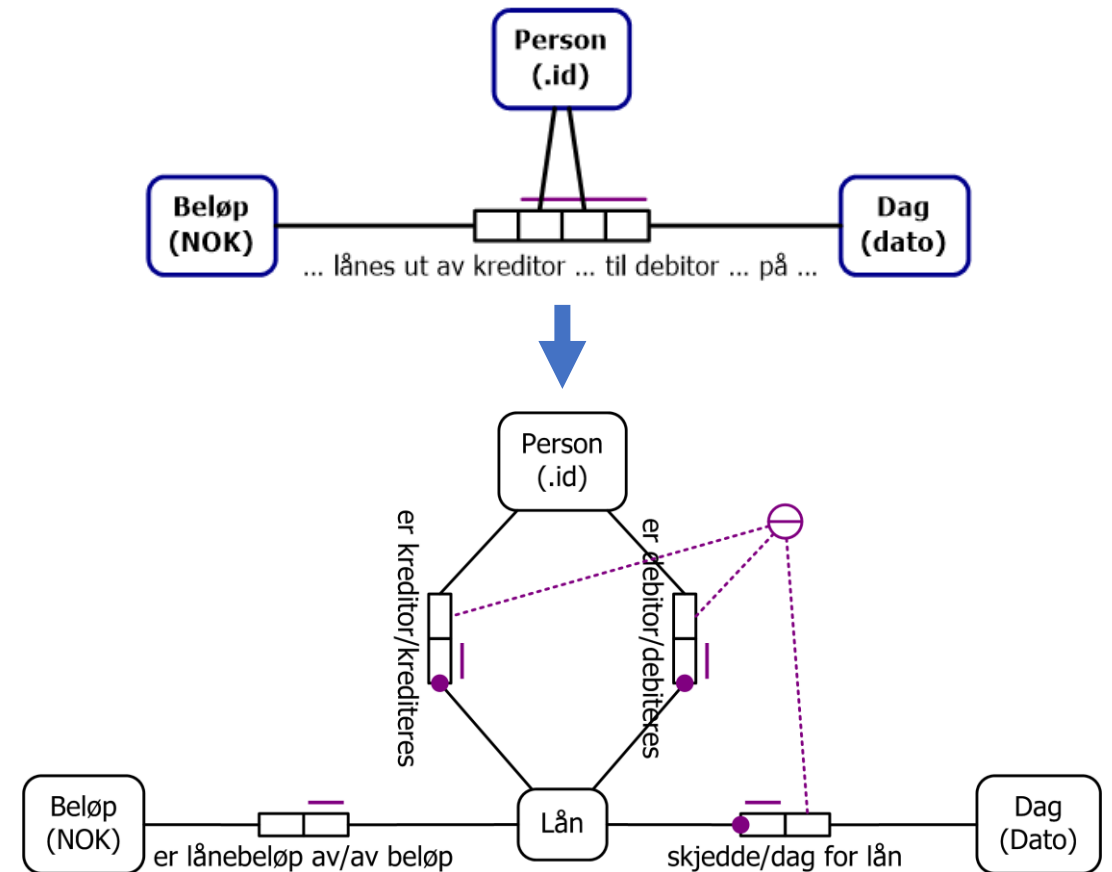 Person
(.id)
Beløp
(NOK)
Dag
(dato)
... lånes ut av kreditor ... til debitor ... på ...
Person
(.id)
er kreditor/krediteres
er debitor/debiteres
Beløp
(NOK)
er lånebeløp av/av beløp
Lån
skjedde/dag for lån
Dag
(Dato)